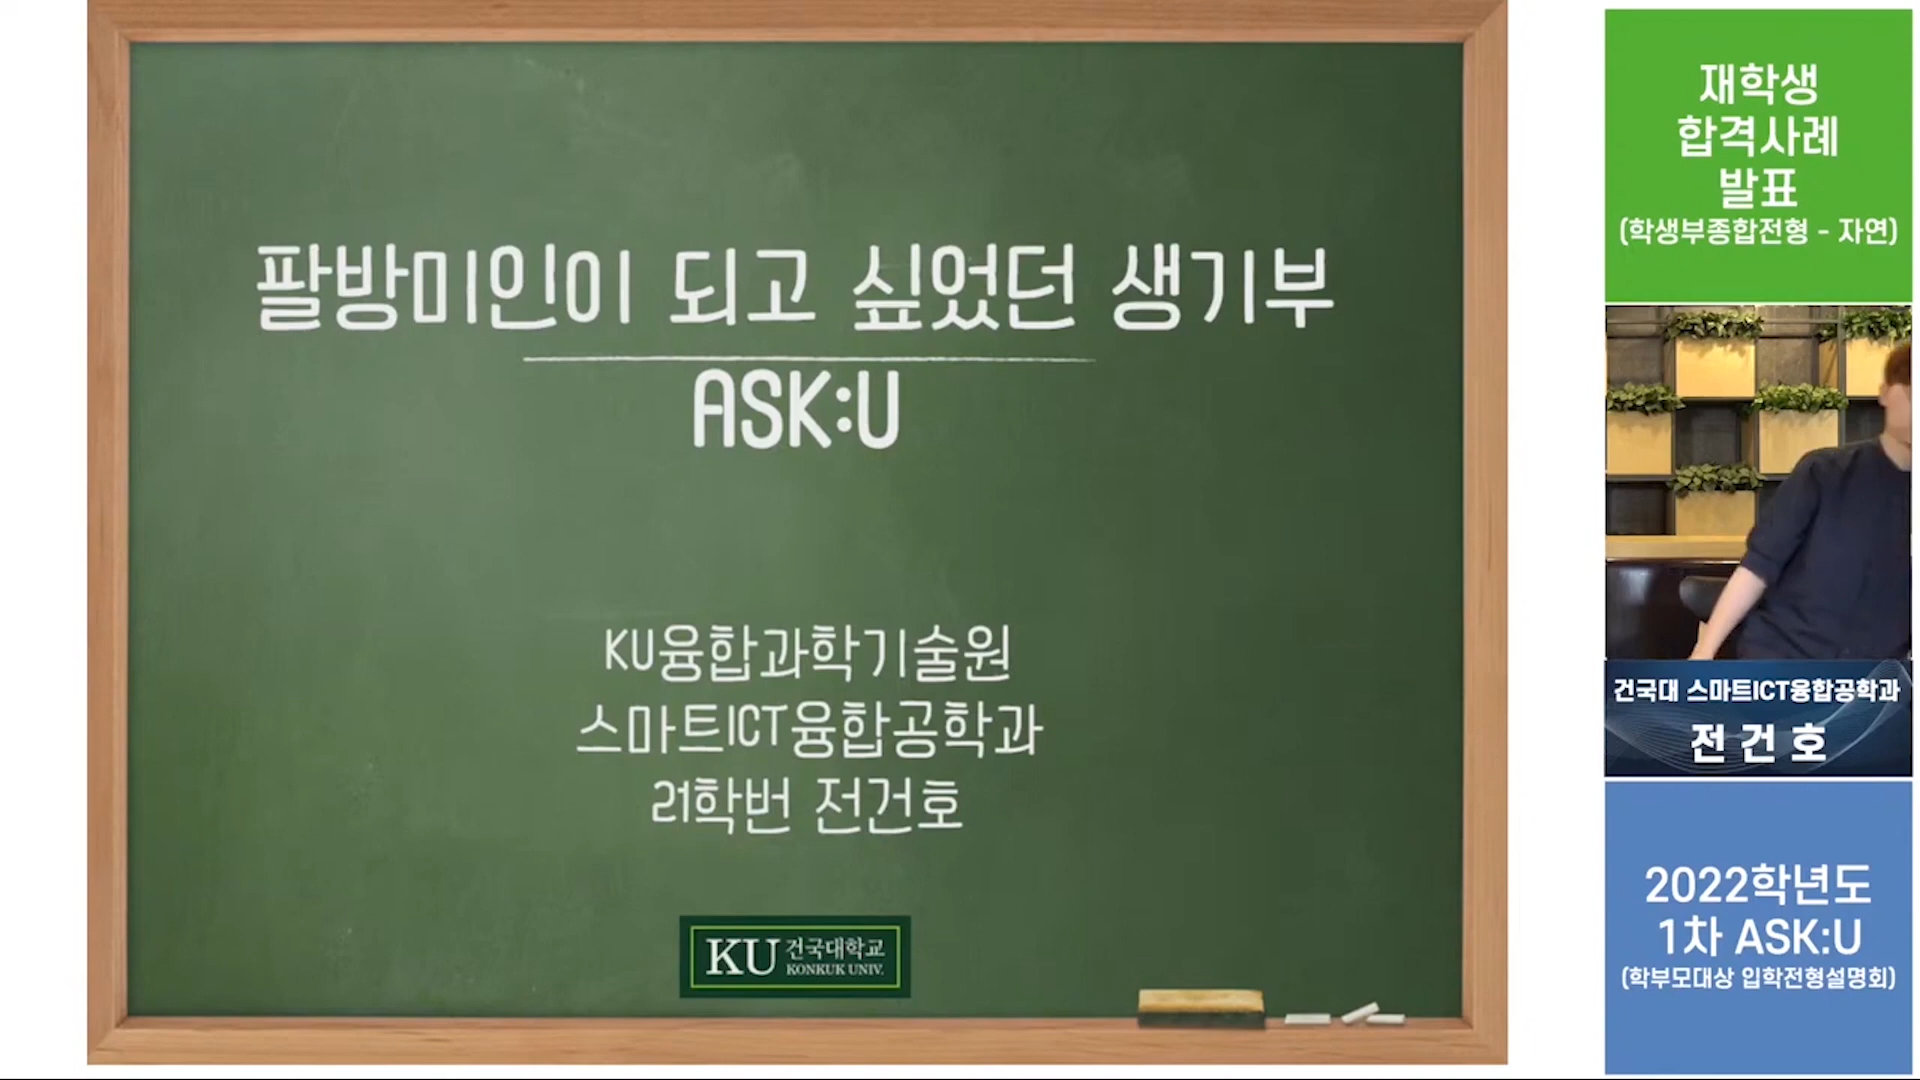 팔방미인이 되고 싶었던 생기부
ASK:U
KU융합과학기술원
스마트ICT융합공학과
21학번 전건호
KU 건국대학교
KONKUK UNIV.
재학생
합격사례
발표
(학생부종합전형 - 자연)
건국대 스마트ICT융합공학과
전건호
2022학년도
1차 ASK:U
(학부모대상 입학전형설명회)